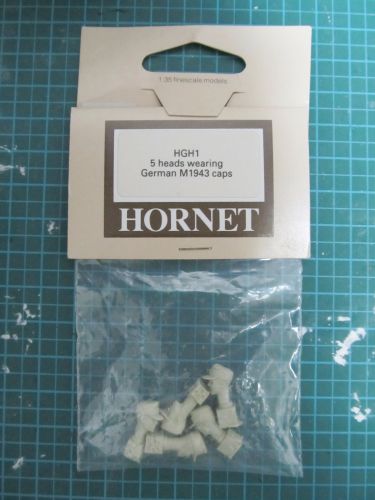 1:35 finescale models
HGH1
5 heads wearing
German M1943 caps
HORNET